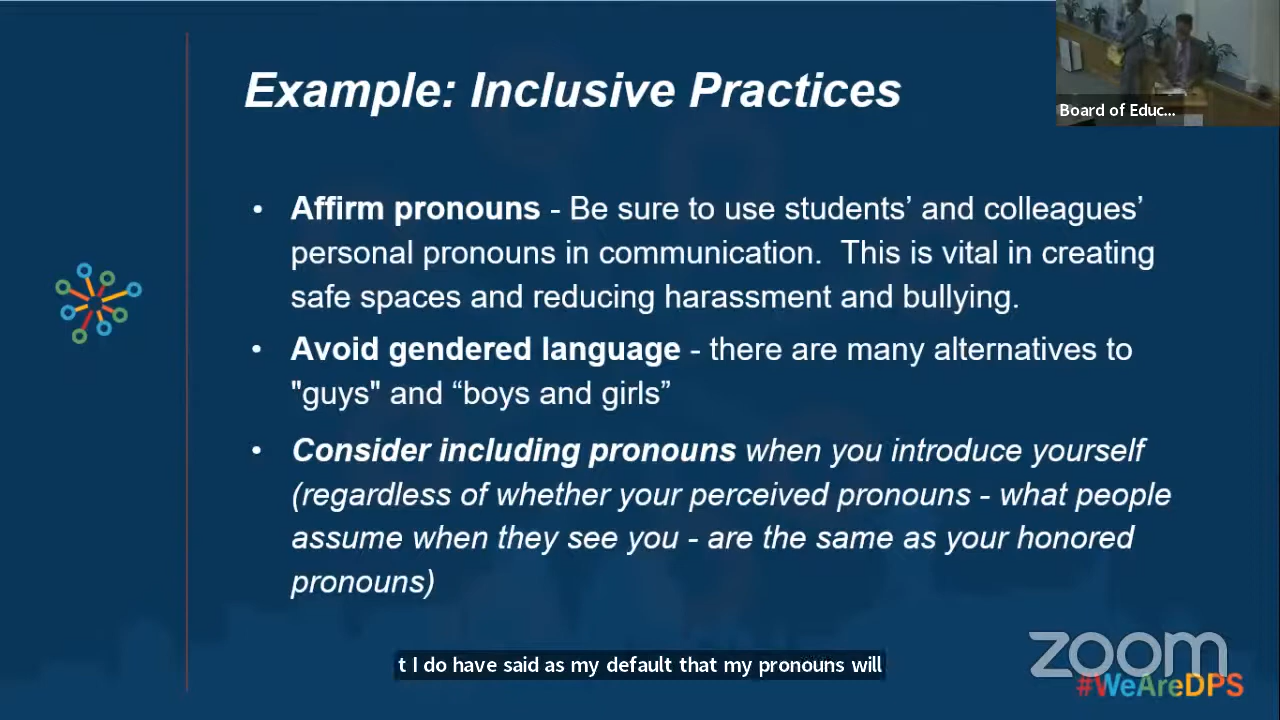 Example: Inclusive Practices
Board of Educ...
• Affirm pronouns - Be sure to use students’ and colleagues’
personal pronouns in communication.  This is vital in creating
safe spaces and reducing harassment and bullying.
• Avoid gendered language - there are many alternatives to
"guys" and “boys and girls”
• Consider including pronouns when you introduce yourself
(regardless of whether your perceived pronouns - what people
assume when they see you - are the same as your honored
pronouns)
t I do have said as my default that my pronouns will
zoom
#WeAreDPS